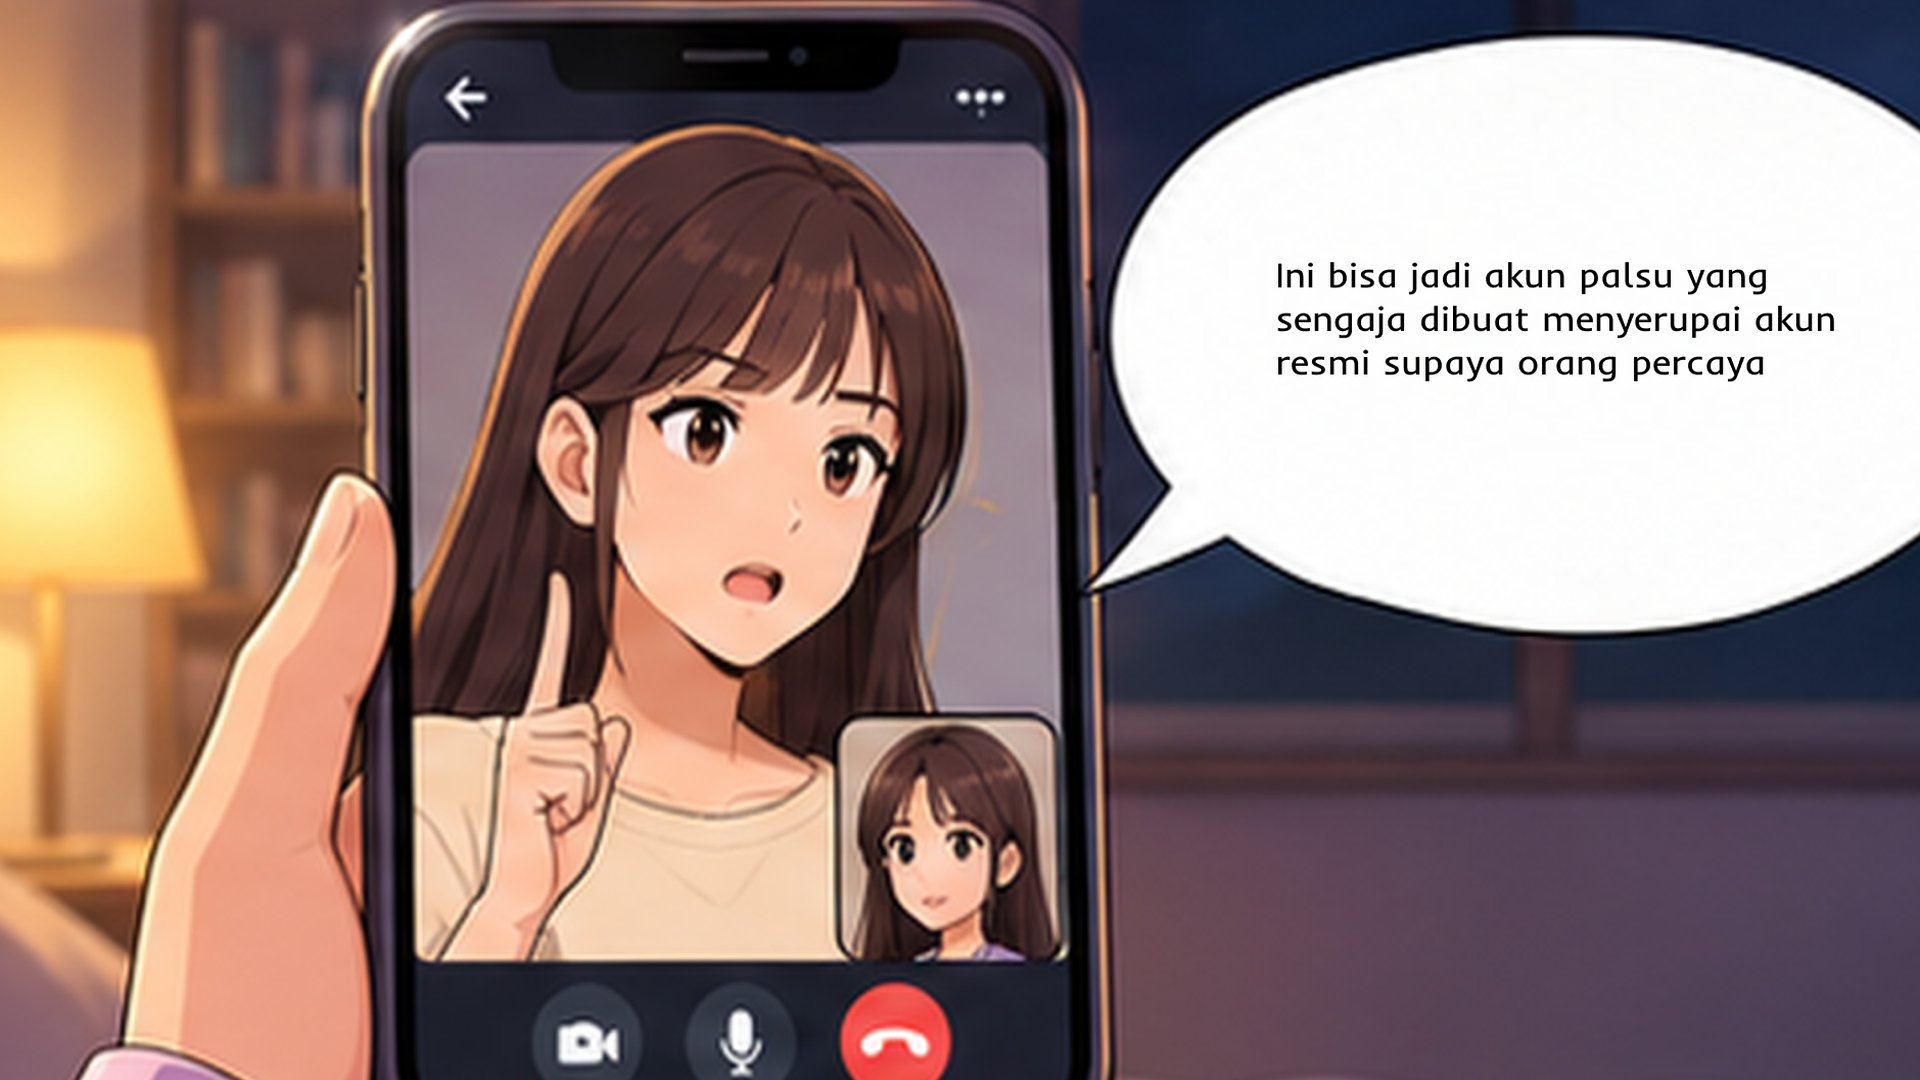 Ini bisa jadi akun palsu yang
sengaja dibuat menyerupai akun
resmi supaya orang percaya